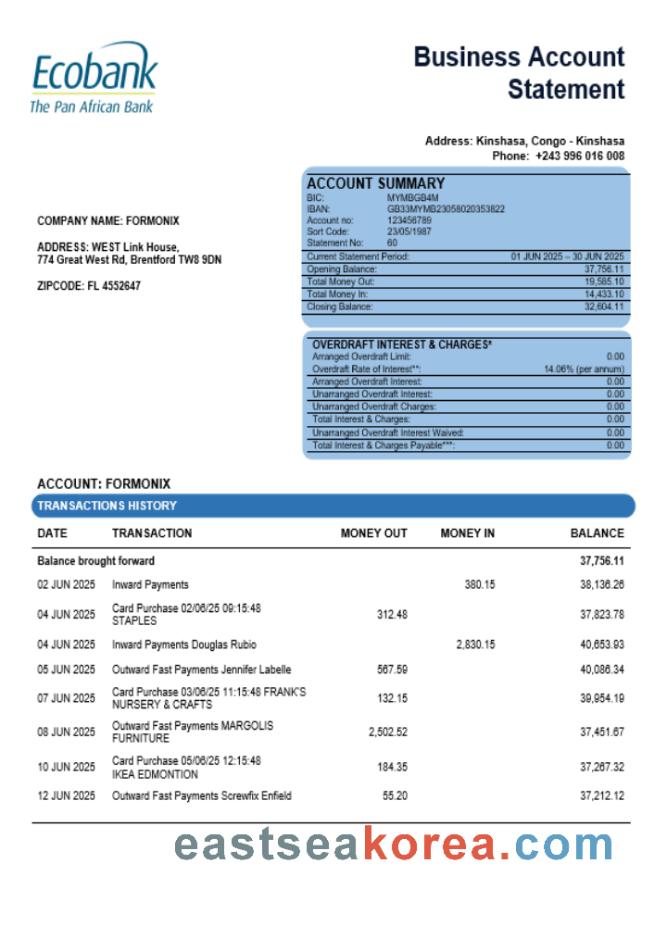 Ecobank
The Pan African Bank
Business Account
Statement
Address: Kinshasa, Congo - Kinshasa
Phone: +243 996 016 008
COMPANY NAME: FORMONIX
ADDRESS: WEST Link House,
774 Great West Rd, Brentford TW8 9DN
ZIPCODE: FL 4552647
ACCOUNT SUMMARY
BIC: MYMBGB4M
IBAN: GB33MYMB23058020353822
Account no: 123456789
Sort Code: 23/05/1987
Statement No: 60
Current Statement Period: 01 JUN 2025 – 30 JUN 2025
Opening Balance: 37,756.11
Total Money Out: 19,585.10
Total Money In: 14,433.10
Closing Balance: 32,604.11
OVERDRAFT INTEREST & CHARGES*
Arranged Overdraft Limit: 0.00
Overdraft Rate of Interest**: 14.06% (per annum)
Arranged Overdraft Interest: 0.00
Unarranged Overdraft Interest: 0.00
Unarranged Overdraft Charges: 0.00
Total Interest & Charges: 0.00
Unarranged Overdraft Interest Waived: 0.00
Total Interest & Charges Payable***: 0.00
ACCOUNT: FORMONIX
TRANSACTIONS HISTORY
DATE TRANSACTION MONEY OUT MONEY IN BALANCE
Balance brought forward 37,756.11
02 JUN 2025 Inward Payments 380.15 38,136.26
04 JUN 2025 Card Purchase 02/06/25 09:15:48
STAPLES 312.48 37,823.78
04 JUN 2025 Inward Payments Douglas Rubio 2,830.15 40,653.93
05 JUN 2025 Outward Fast Payments Jennifer Labelle 567.59 40,086.34
07 JUN 2025 Card Purchase 03/06/25 11:15:48 FRANK'S
NURSERY & CRAFTS 132.15 39,954.19
08 JUN 2025 Outward Fast Payments MARGOLIS
FURNITURE 2,502.52 37,451.67
10 JUN 2025 Card Purchase 05/06/25 12:15:48
IKEA EDMONTION 184.35 37,267.32
12 JUN 2025 Outward Fast Payments Screwfix Enfield 55.20 37,212.12
eastseakorea.com